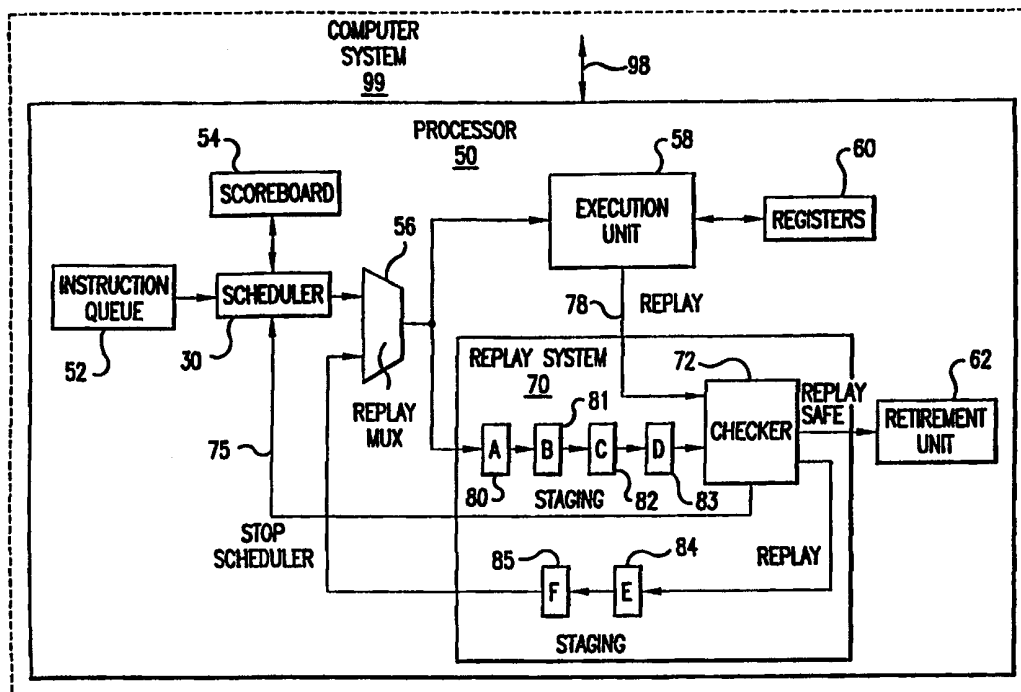 COMPUTER
SYSTEM
99
98
PROCESSOR
50
54
SCOREBOARD
58
EXECUTION
UNIT
60
REGISTERS
56
INSTRUCTION
QUEUE
52
SCHEDULER
30
REPLAY
MUX
78
REPLAY
REPLAY SYSTEM
70
72
CHECKER
REPLAY
SAFE
62
RETIREMENT
UNIT
81
A
B
C
D
80
STAGING
82
83
75
STOP
SCHEDULER
85
84
REPLAY
F
E
STAGING